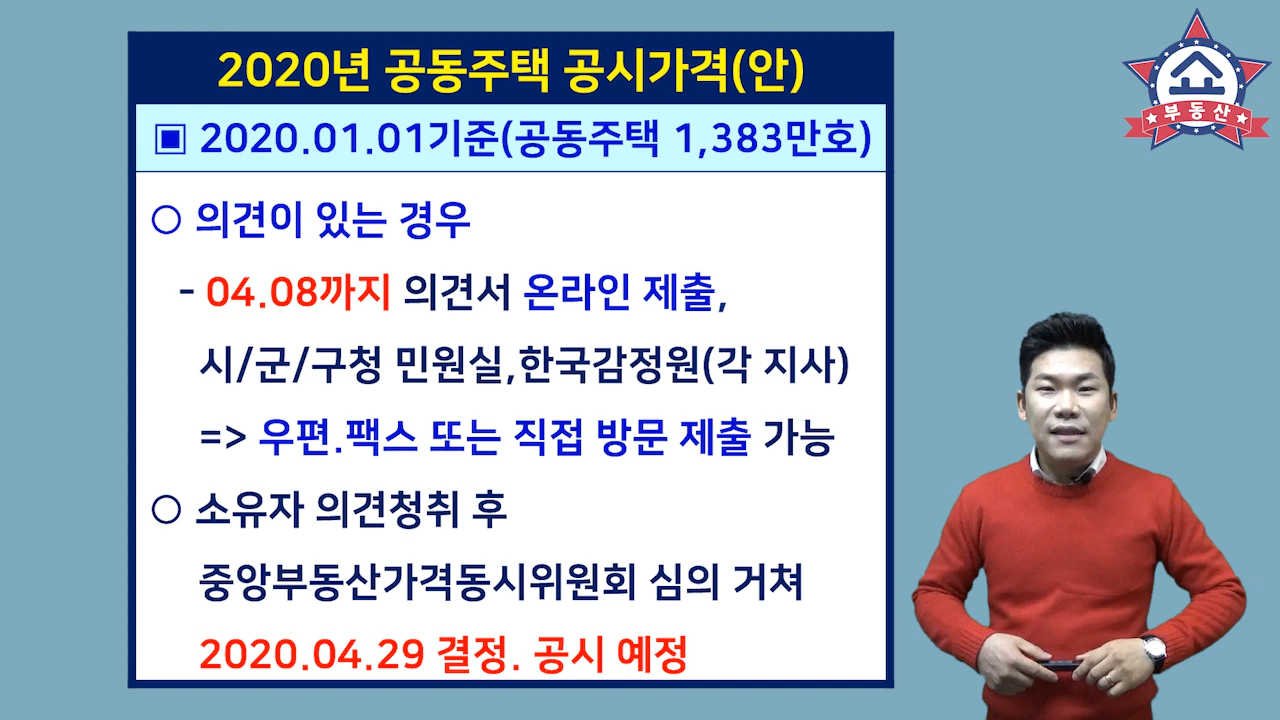 2020년 공동주택 공시가격(안)
▣ 2020.01.01기준(공동주택 1,383만호)
○ 의견이 있는 경우
- 04.08까지 의견서 온라인 제출,
시/군/구청 민원실,한국감정원(각 지사)
=> 우편.팩스 또는 직접 방문 제출 가능
○ 소유자 의견청취 후
중앙부동산가격동시위원회 심의 거쳐
2020.04.29 결정. 공시 예정
쇼
부동산